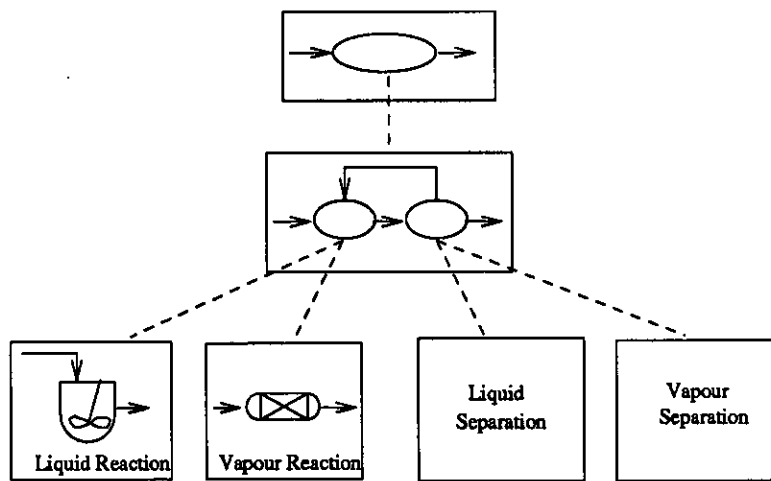 Liquid Reaction
Vapour Reaction
Liquid
Separation
Vapour
Separation